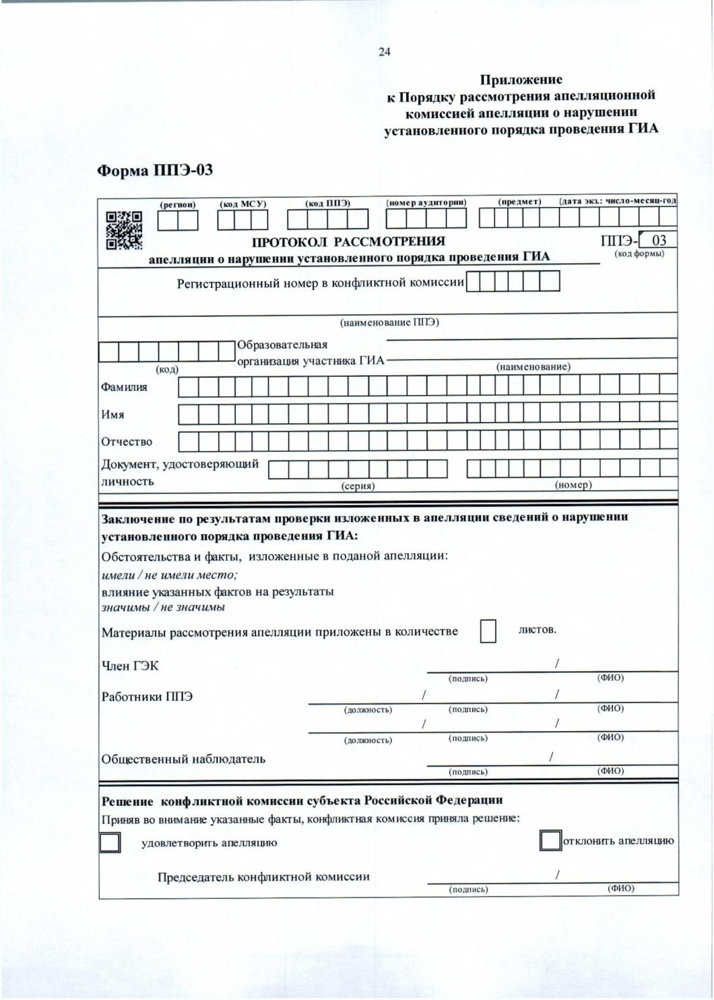 24
Приложение
к Порядку рассмотрения апелляционной
комиссией апелляции о нарушении
установленного порядка проведения ГИА
Форма ППЭ-03
(регион) (код МСУ) (код ППЭ) (номер аудитории) (предмет) (дата экз.: число-месяц-год
ПРОТОКОЛ РАССМОТРЕНИЯ
ППЭ- 03
апелляции о нарушении установленного порядка проведения ГИА
(код формы)
Регистрационный номер в конфликтной комиссии
(наименование ППЭ)
Образовательная
организация участника ГИА
(код) (наименование)
Фамилия
Имя
Отчество
Документ, удостоверяющий
личность
(серия) (номер)
Заключение по результатам проверки изложенных в апелляции сведений о нарушении
установленного порядка проведения ГИА:
Обстоятельства и факты, изложенные в поданой апелляции:
имели / не имели место;
влияние указанных фактов на результаты
значимы / не значимы
Материалы рассмотрения апелляции приложены в количестве листов.
Член ГЭК /
(подпись) (ФИО)
Работники ППЭ / /
(должность) (подпись) (ФИО)
/ /
(должность) (подпись) (ФИО)
Общественный наблюдатель /
(подпись) (ФИО)
Решение конфликтной комиссии субъекта Российской Федерации
Приняв во внимание указанные факты, конфликтная комиссия приняла решение:
удовлетворить апелляцию отклонить апелляцию
Председатель конфликтной комиссии /
(подпись) (ФИО)